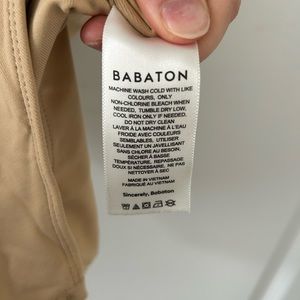 BABATON
MACHINE WASH COLD WITH LIKE
COLOURS, ONLY
NON-CHLORINE BLEACH WHEN
NEEDED, TUMBLE DRY LOW,
COOL IRON ONLY IF NEEDED.
DO NOT DRY CLEAN
LAVER À LA MACHINE À L'EAU
FROIDE AVEC COULEURS
SEMBLABLES, UTILISER
SEULEMENT UN JAVELLISANT
SANS CHLORE AU BESOIN,
SÉCHER À BASSE
TEMPÉRATURE. REPASSAGE
DOUX SI NÉCESSAIRE. NE PAS
NETTOYER À SEC
MADE IN VIETNAM
FABRIQUÉ AU VIETNAM
Sincerely, Babaton